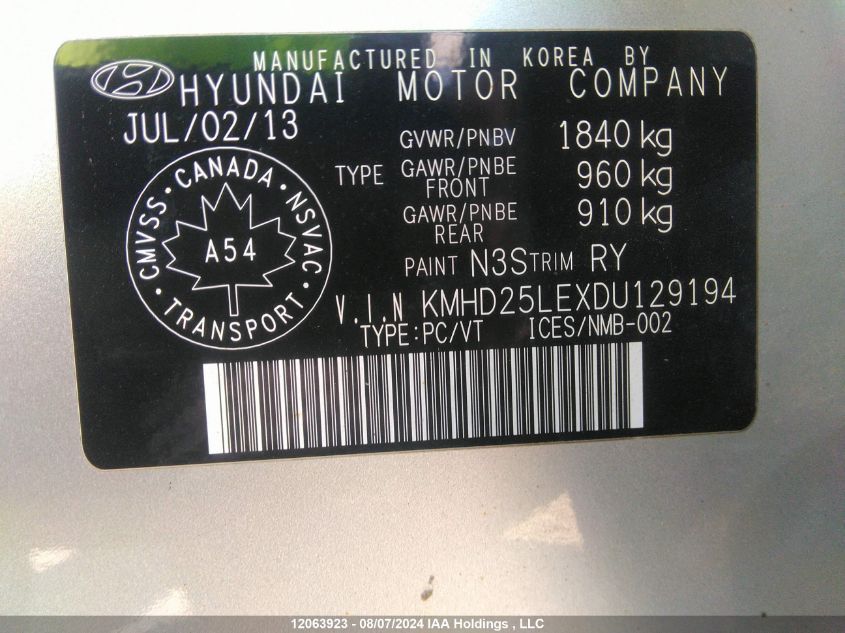 MANUFACTURED IN KOREA BY
HYUNDAI MOTOR COMPANY
JUL/02/13
GVWR/PNBV 1840 kg
TYPE GAWR/PNBE FRONT 960 kg
GAWR/PNBE REAR 910 kg
PAINT N3S TRIM RY
V.I.N KMHD25LEXDU129194
TYPE:PC/VT ICES/NMB-002
CMVSS · CANADA · NSVAC
A54
TRANSPORT
12063923 - 08/07/2024 IAA Holdings , LLC